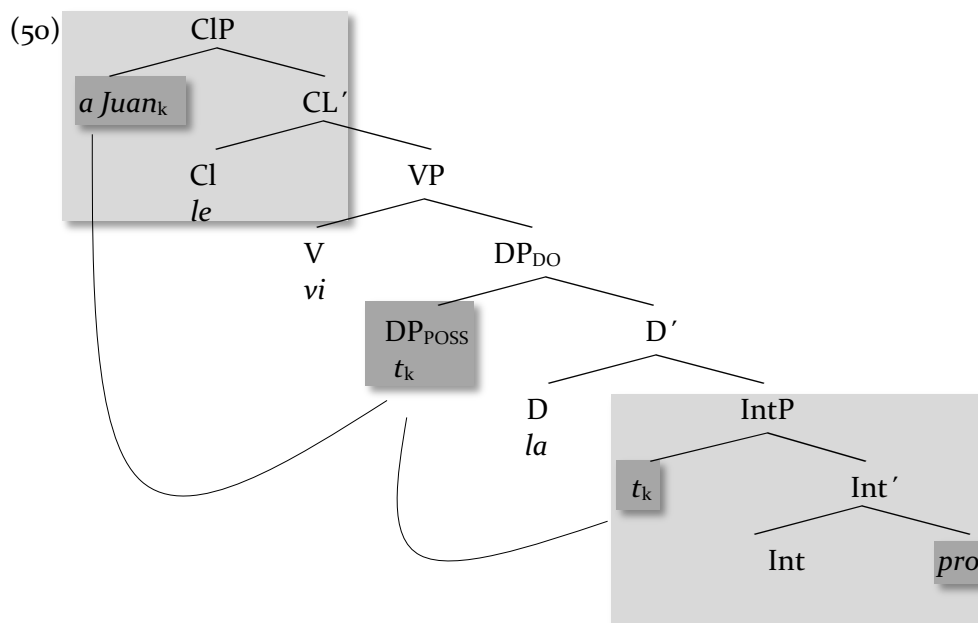 (50) ClP
a Juanₖ CL′
Cl VP
le
V DP_DO
vi
DP_POSS D′
tₖ
D IntP
la
tₖ Int′
Int pro